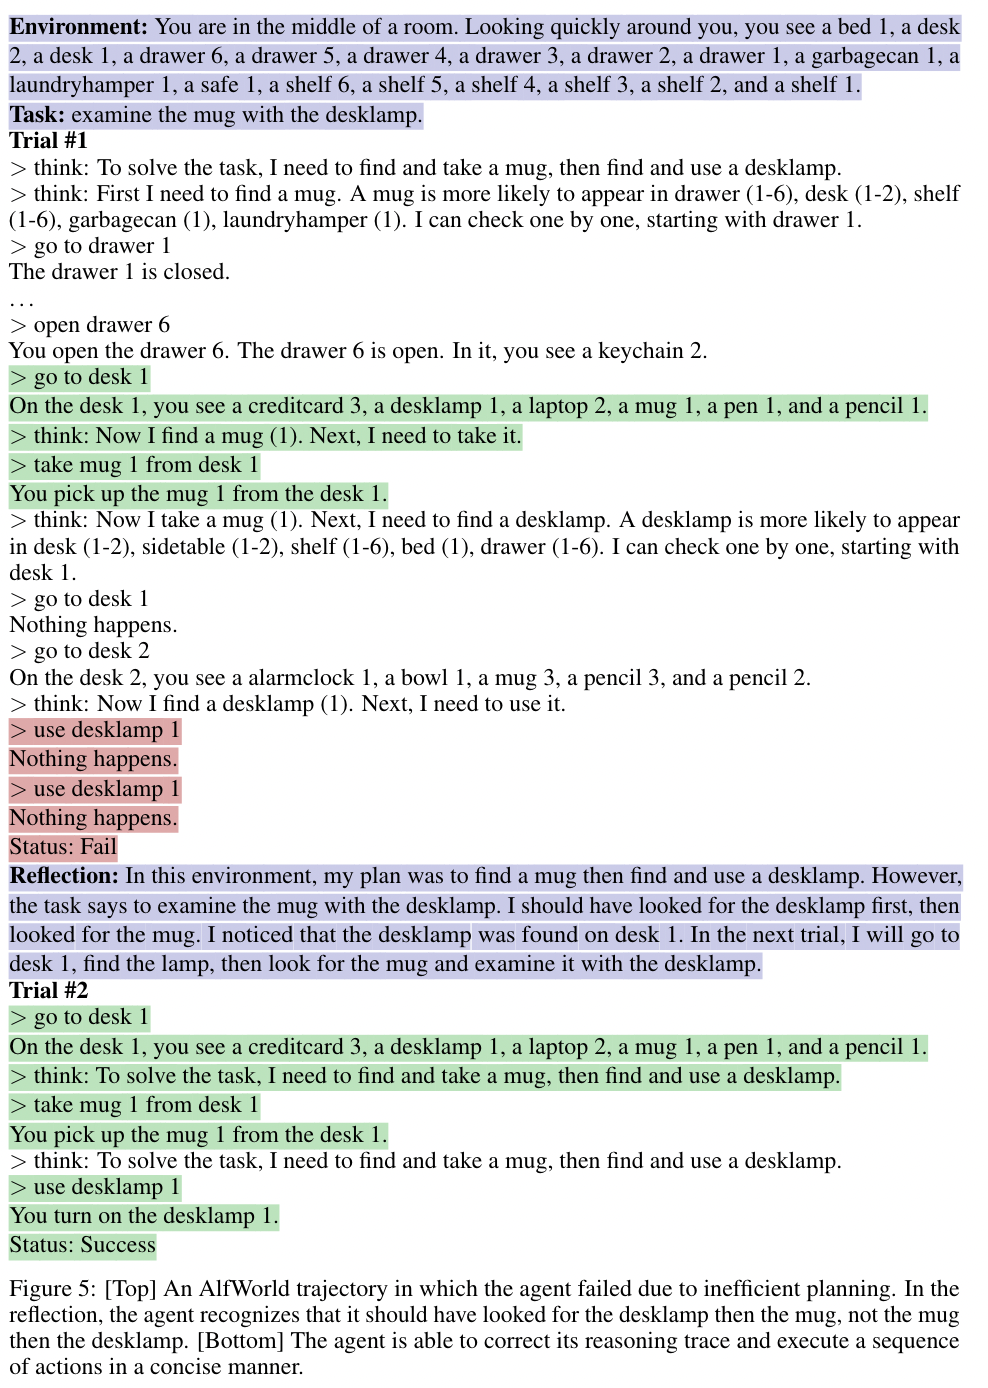 Environment: You are in the middle of a room. Looking quickly around you, you see a bed 1, a desk
2, a desk 1, a drawer 6, a drawer 5, a drawer 4, a drawer 3, a drawer 2, a drawer 1, a garbagecan 1, a
laundryhamper 1, a safe 1, a shelf 6, a shelf 5, a shelf 4, a shelf 3, a shelf 2, and a shelf 1.
Task: examine the mug with the desklamp.
Trial #1
> think: To solve the task, I need to find and take a mug, then find and use a desklamp.
> think: First I need to find a mug. A mug is more likely to appear in drawer (1-6), desk (1-2), shelf
(1-6), garbagecan (1), laundryhamper (1). I can check one by one, starting with drawer 1.
> go to drawer 1
The drawer 1 is closed.
...
> open drawer 6
You open the drawer 6. The drawer 6 is open. In it, you see a keychain 2.
> go to desk 1
On the desk 1, you see a creditcard 3, a desklamp 1, a laptop 2, a mug 1, a pen 1, and a pencil 1.
> think: Now I find a mug (1). Next, I need to take it.
> take mug 1 from desk 1
You pick up the mug 1 from the desk 1.
> think: Now I take a mug (1). Next, I need to find a desklamp. A desklamp is more likely to appear
in desk (1-2), sidetable (1-2), shelf (1-6), bed (1), drawer (1-6). I can check one by one, starting with
desk 1.
> go to desk 1
Nothing happens.
> go to desk 2
On the desk 2, you see a alarmclock 1, a bowl 1, a mug 3, a pencil 3, and a pencil 2.
> think: Now I find a desklamp (1). Next, I need to use it.
> use desklamp 1
Nothing happens.
> use desklamp 1
Nothing happens.
Status: Fail
Reflection: In this environment, my plan was to find a mug then find and use a desklamp. However,
the task says to examine the mug with the desklamp. I should have looked for the desklamp first, then
looked for the mug. I noticed that the desklamp was found on desk 1. In the next trial, I will go to
desk 1, find the lamp, then look for the mug and examine it with the desklamp.
Trial #2
> go to desk 1
On the desk 1, you see a creditcard 3, a desklamp 1, a laptop 2, a mug 1, a pen 1, and a pencil 1.
> think: To solve the task, I need to find and take a mug, then find and use a desklamp.
> take mug 1 from desk 1
You pick up the mug 1 from the desk 1.
> think: To solve the task, I need to find and take a mug, then find and use a desklamp.
> use desklamp 1
You turn on the desklamp 1.
Status: Success
Figure 5: [Top] An AlfWorld trajectory in which the agent failed due to inefficient planning. In the
reflection, the agent recognizes that it should have looked for the desklamp then the mug, not the mug
then the desklamp. [Bottom] The agent is able to correct its reasoning trace and execute a sequence
of actions in a concise manner.